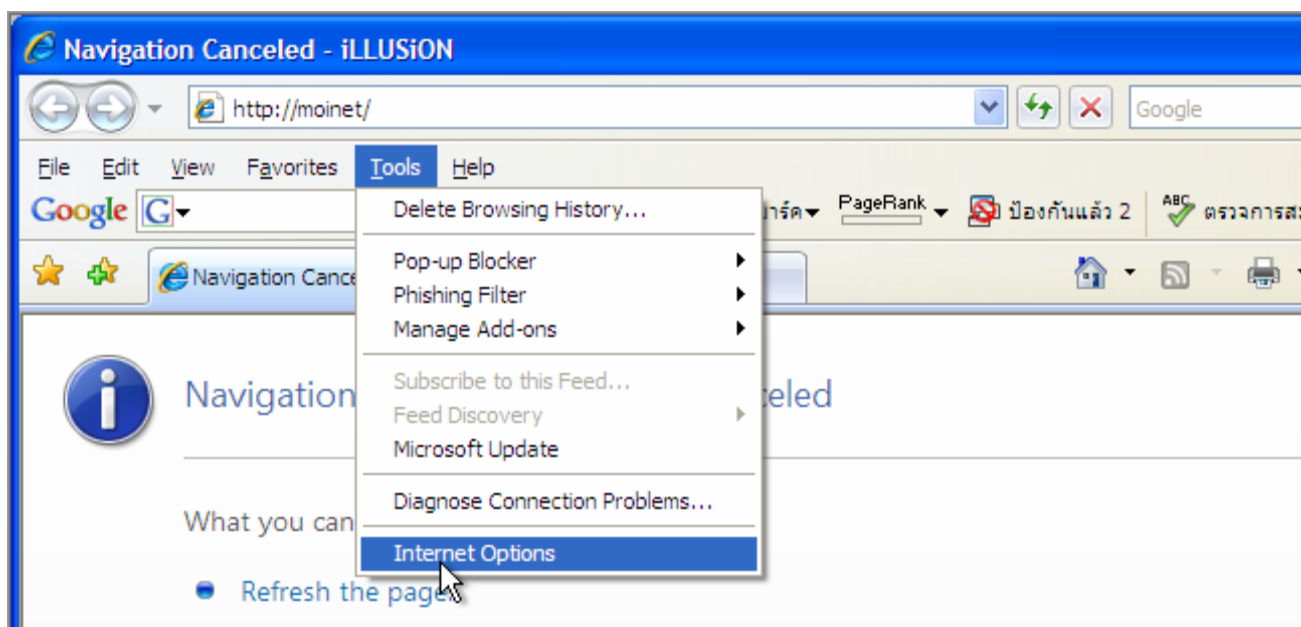 Navigation Canceled - iLLUSiON
http://moinet/
Google
File Edit View Favorites Tools Help
Google G PageRank ป้องกันแล้ว 2 ABC
Navigation
Delete Browsing History...
Pop-up Blocker
Phishing Filter
Manage Add-ons
Subscribe to this Feed...
Feed Discovery
Microsoft Update
Diagnose Connection Problems...
Internet Options
Navigation
What you can
Refresh the page.